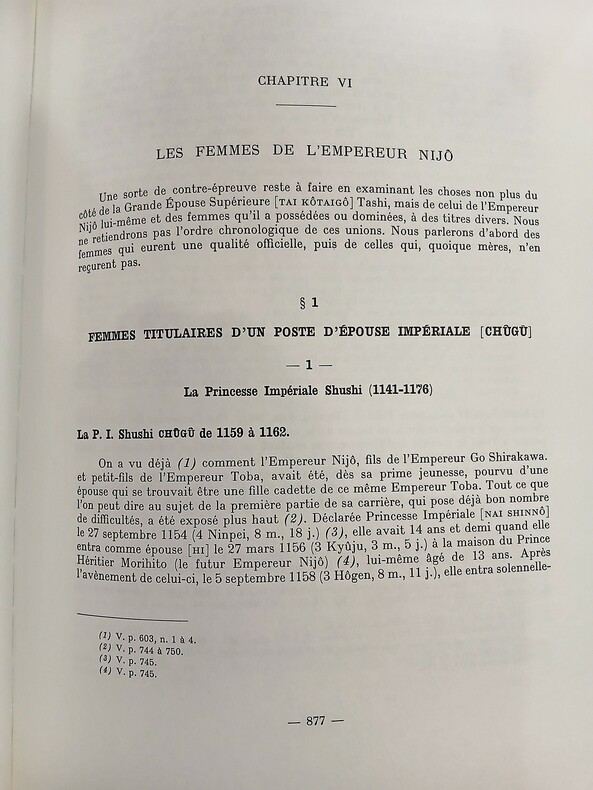 CHAPITRE VI
LES FEMMES DE L'EMPEREUR NIJÔ
Une sorte de contre-épreuve reste à faire en examinant les choses non plus du
côté de la Grande Épouse Supérieure [TAI KÔTAIGÔ] Tashi, mais de celui de l'Empereur
Nijô lui-même et des femmes qu'il a possédées ou dominées, à des titres divers. Nous
ne retiendrons pas l'ordre chronologique de ces unions. Nous parlerons d'abord des
femmes qui eurent une qualité officielle, puis de celles qui, quoique mères, n'en
reçurent pas.
§ 1
FEMMES TITULAIRES D'UN POSTE D'ÉPOUSE IMPÉRIALE [CHÛGÛ]
— 1 —
La Princesse Impériale Shushi (1141-1176)
La P. I. Shushi CHÛGÛ de 1159 à 1162.
On a vu déjà (1) comment l'Empereur Nijô, fils de l'Empereur Go Shirakawa.
et petit-fils de l'Empereur Toba, avait été, dès sa prime jeunesse, pourvu d'une
épouse qui se trouvait être une fille cadette de ce même Empereur Toba. Tout ce que
l'on peut dire au sujet de la première partie de sa carrière, qui pose déjà bon nombre
de difficultés, a été exposé plus haut (2). Déclarée Princesse Impériale [NAI SHINNÔ]
le 27 septembre 1154 (4 Ninpei, 8 m., 18 j.) (3), elle avait 14 ans et demi quand elle
entra comme épouse [HI] le 27 mars 1156 (3 Kyûju, 3 m., 5 j.) à la maison du Prince
Héritier Morihito (le futur Empereur Nijô) (4), lui-même âgé de 13 ans. Après
l'avènement de celui-ci, le 5 septembre 1158 (3 Hôgen, 8 m., 11 j.), elle entra solennelle-
(1) V. p. 603, n. 1 à 4.
(2) V. p. 744 à 750.
(3) V. p. 745.
(4) V. p. 745.
— 877 —